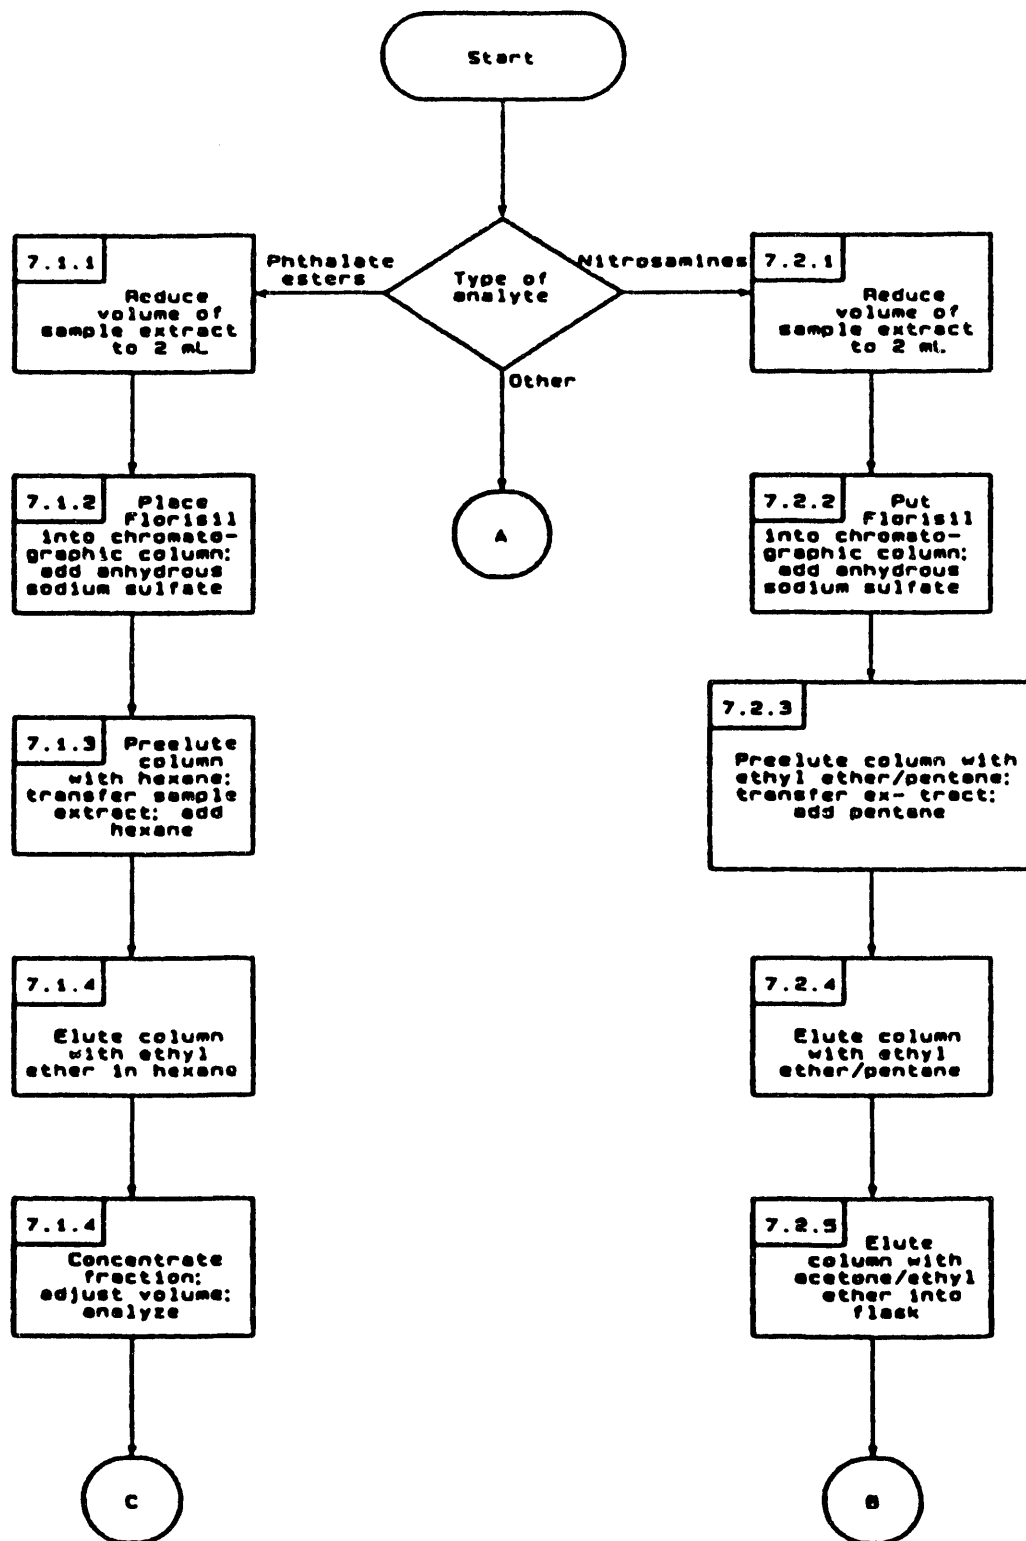 Start
Type of
analyte
Phthalate
esters
Nitrosamines
Other
A
7.1.1
Reduce
volume of
sample extract
to 2 mL
7.1.2 Place
Florisil
into chromato-
graphic column;
add anhydrous
sodium sulfate
7.1.3 Preelute
column
with hexane;
transfer sample
extract; add
hexane
7.1.4
Elute column
with ethyl
ether in hexane
7.1.4
Concentrate
fraction;
adjust volume;
analyze
C
7.2.1
Reduce
volume of
sample extract
to 2 mL
7.2.2 Put
Florisil
into chromato-
graphic column;
add anhydrous
sodium sulfate
7.2.3
Preelute column with
ethyl ether/pentane;
transfer ex- tract;
add pentane
7.2.4
Elute column
with ethyl
ether/pentane
7.2.5
Elute
column with
acetone/ethyl
ether into
flask
B